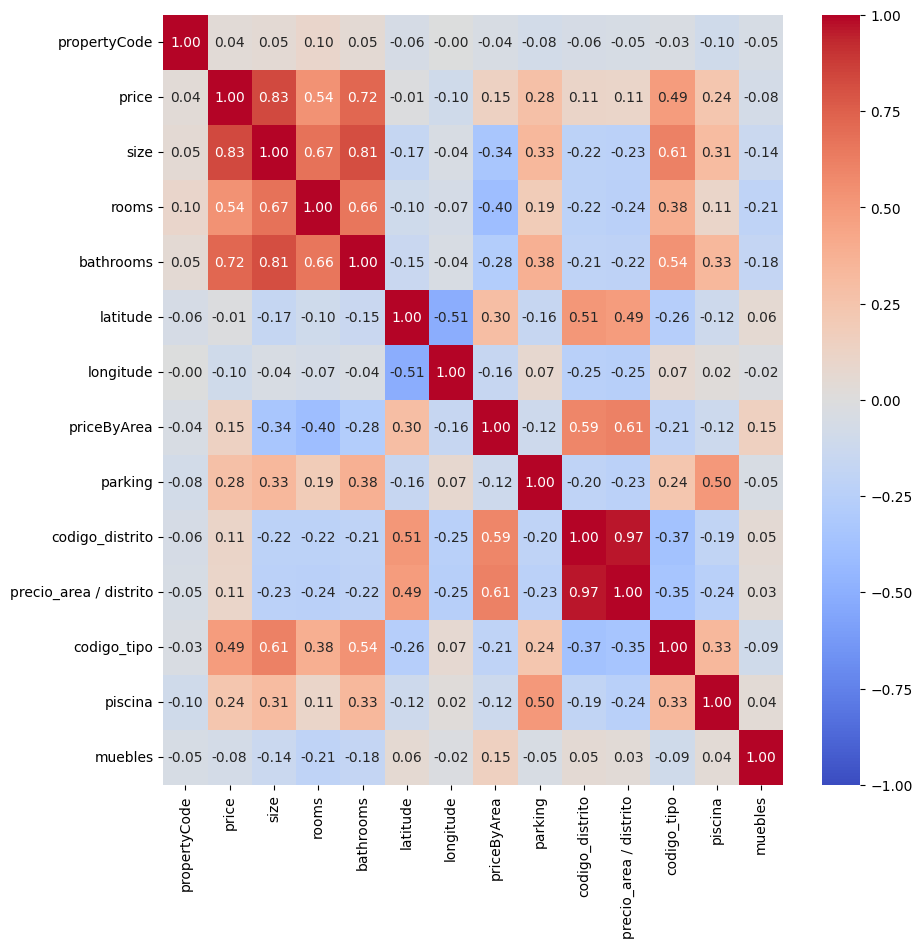 propertyCode 1.00 0.04 0.05 0.10 0.05 -0.06 -0.00 -0.04 -0.08 -0.06 -0.05 -0.03 -0.10 -0.05
price 0.04 1.00 0.83 0.54 0.72 -0.01 -0.10 0.15 0.28 0.11 0.11 0.49 0.24 -0.08
size 0.05 0.83 1.00 0.67 0.81 -0.17 -0.04 -0.34 0.33 -0.22 -0.23 0.61 0.31 -0.14
rooms 0.10 0.54 0.67 1.00 0.66 -0.10 -0.07 -0.40 0.19 -0.22 -0.24 0.38 0.11 -0.21
bathrooms 0.05 0.72 0.81 0.66 1.00 -0.15 -0.04 -0.28 0.38 -0.21 -0.22 0.54 0.33 -0.18
latitude -0.06 -0.01 -0.17 -0.10 -0.15 1.00 -0.51 0.30 -0.16 0.51 0.49 -0.26 -0.12 0.06
longitude -0.00 -0.10 -0.04 -0.07 -0.04 -0.51 1.00 -0.16 0.07 -0.25 -0.25 0.07 0.02 -0.02
priceByArea -0.04 0.15 -0.34 -0.40 -0.28 0.30 -0.16 1.00 -0.12 0.59 0.61 -0.21 -0.12 0.15
parking -0.08 0.28 0.33 0.19 0.38 -0.16 0.07 -0.12 1.00 -0.20 -0.23 0.24 0.50 -0.05
codigo_distrito -0.06 0.11 -0.22 -0.22 -0.21 0.51 -0.25 0.59 -0.20 1.00 0.97 -0.37 -0.19 0.05
precio_area / distrito -0.05 0.11 -0.23 -0.24 -0.22 0.49 -0.25 0.61 -0.23 0.97 1.00 -0.35 -0.24 0.03
codigo_tipo -0.03 0.49 0.61 0.38 0.54 -0.26 0.07 -0.21 0.24 -0.37 -0.35 1.00 0.33 -0.09
piscina -0.10 0.24 0.31 0.11 0.33 -0.12 0.02 -0.12 0.50 -0.19 -0.24 0.33 1.00 0.04
muebles -0.05 -0.08 -0.14 -0.21 -0.18 0.06 -0.02 0.15 -0.05 0.05 0.03 -0.09 0.04 1.00
propertyCode
price
size
rooms
bathrooms
latitude
longitude
priceByArea
parking
codigo_distrito
precio_area / distrito
codigo_tipo
piscina
muebles
1.00
0.75
0.50
0.25
0.00
−0.25
−0.50
−0.75
−1.00